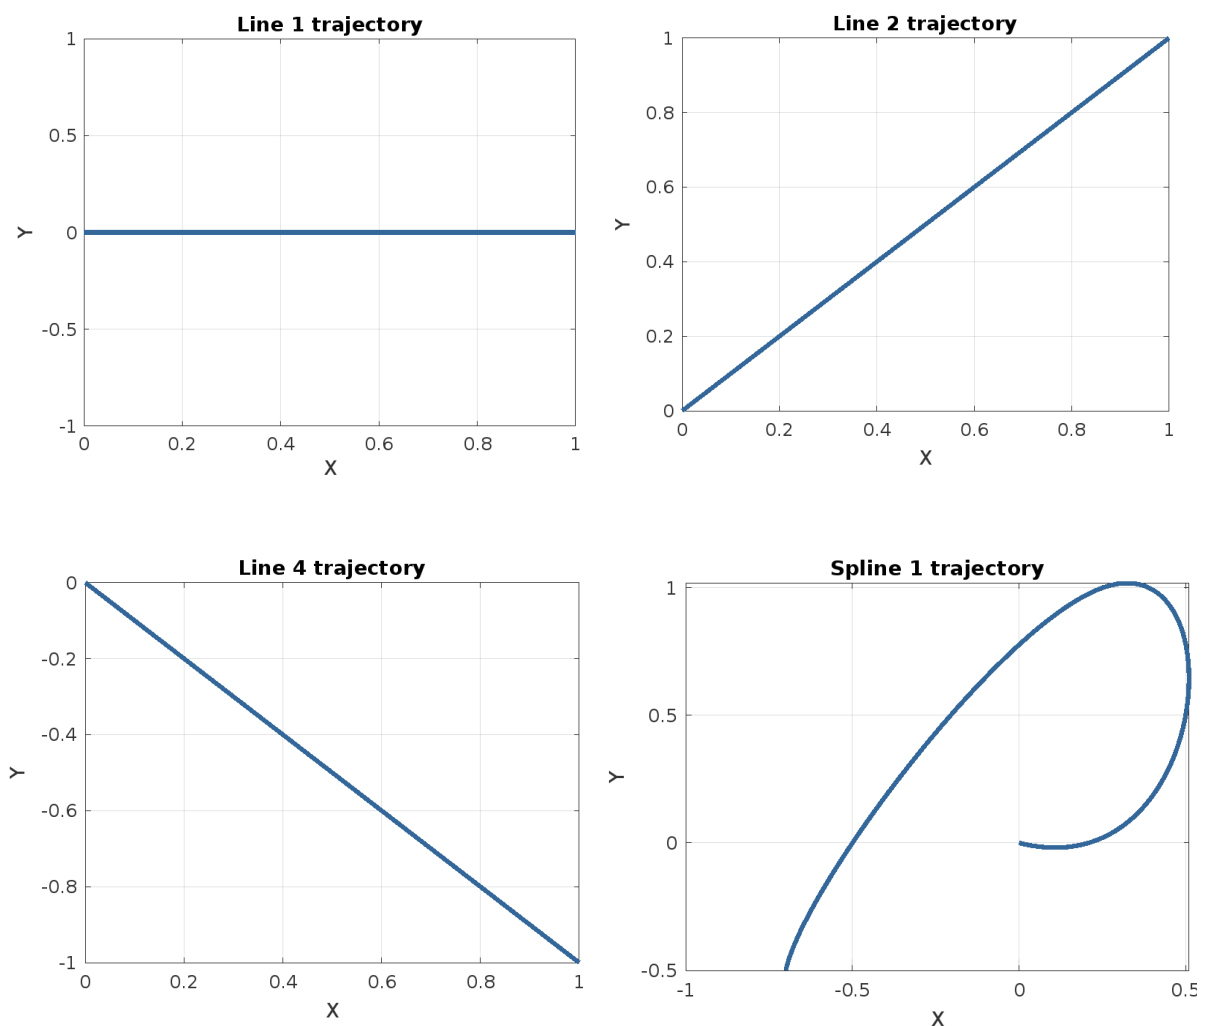 Line 1 trajectory
1
0.5
0
-0.5
-1
Y
0 0.2 0.4 0.6 0.8 1
X
Line 2 trajectory
1
0.8
0.6
0.4
0.2
0
Y
0 0.2 0.4 0.6 0.8 1
X
Line 4 trajectory
0
-0.2
-0.4
-0.6
-0.8
-1
Y
0 0.2 0.4 0.6 0.8 1
X
Spline 1 trajectory
1
0.5
0
-0.5
Y
-1 -0.5 0 0.5
X